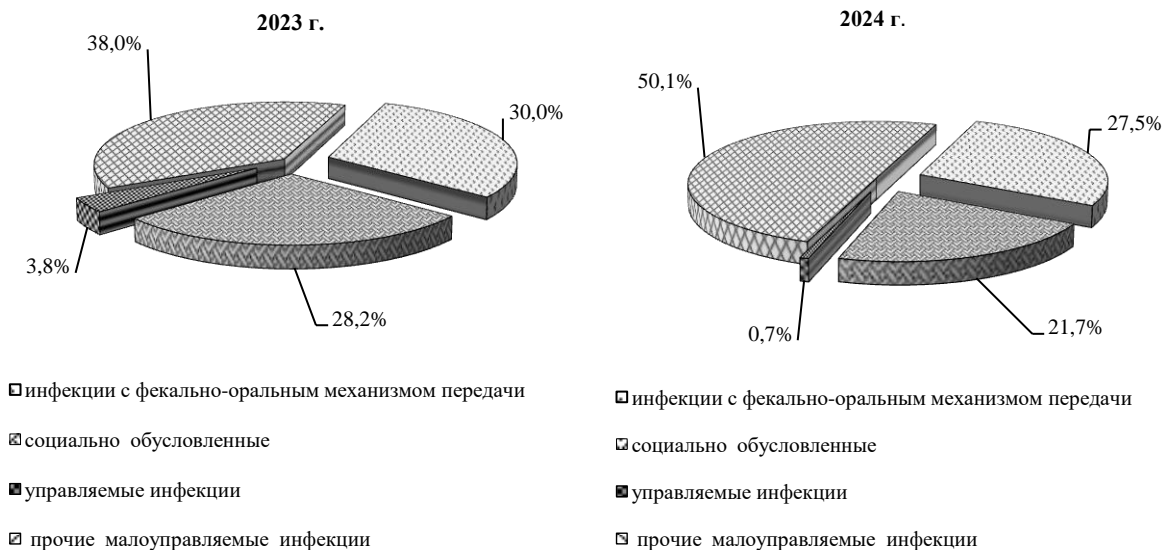 2023 г.
38,0%
30,0%
3,8%
28,2%
инфекции с фекально-оральным механизмом передачи
социально обусловленные
управляемые инфекции
прочие малоуправляемые инфекции
2024 г.
50,1%
27,5%
0,7%
21,7%
инфекции с фекально-оральным механизмом передачи
социально обусловленные
управляемые инфекции
прочие малоуправляемые инфекции